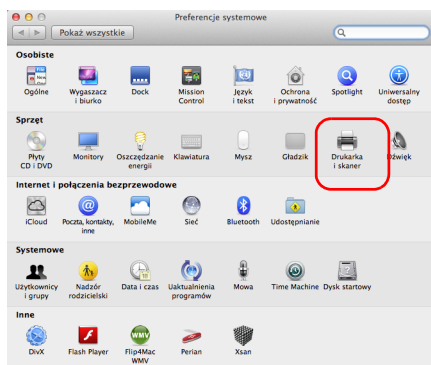 Preferencje systemowe
Pokaż wszystkie
Osobiste
Ogólne
Wygaszacz
i biurko
Dock
Mission
Control
Język
i tekst
Ochrona
i prywatność
Spotlight
Uniwersalny
dostęp
Sprzęt
Płyty
CD i DVD
Monitory
Oszczędzanie
energii
Klawiatura
Mysz
Gładzik
Drukarka
i skaner
Dźwięk
Internet i połączenia bezprzewodowe
iCloud
Poczta, kontakty,
inne
MobileMe
Sieć
Bluetooth
Udostępnianie
Systemowe
Użytkownicy
i grupy
Nadzór
rodzicielski
Data i czas
Uaktualnienia
programów
Mowa
Time Machine
Dysk startowy
Inne
DivX
Flash Player
WMV
Flip4Mac
WMV
Perian
Xsan